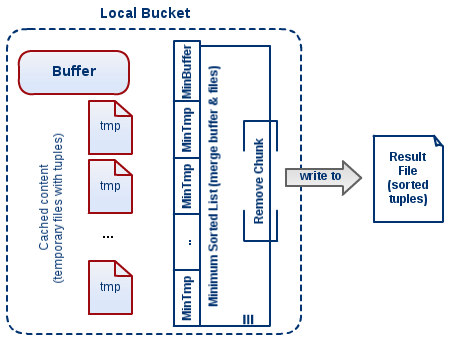 Local Bucket
Buffer
tmp
tmp
...
tmp
Cached content
(temporary files with tuples)
MinBuffer
MinTmp
MinTmp
..
MinTmp
Minimum Sorted List (merge buffer & files)
Remove Chunk
write to
Result
File
(sorted
tuples)